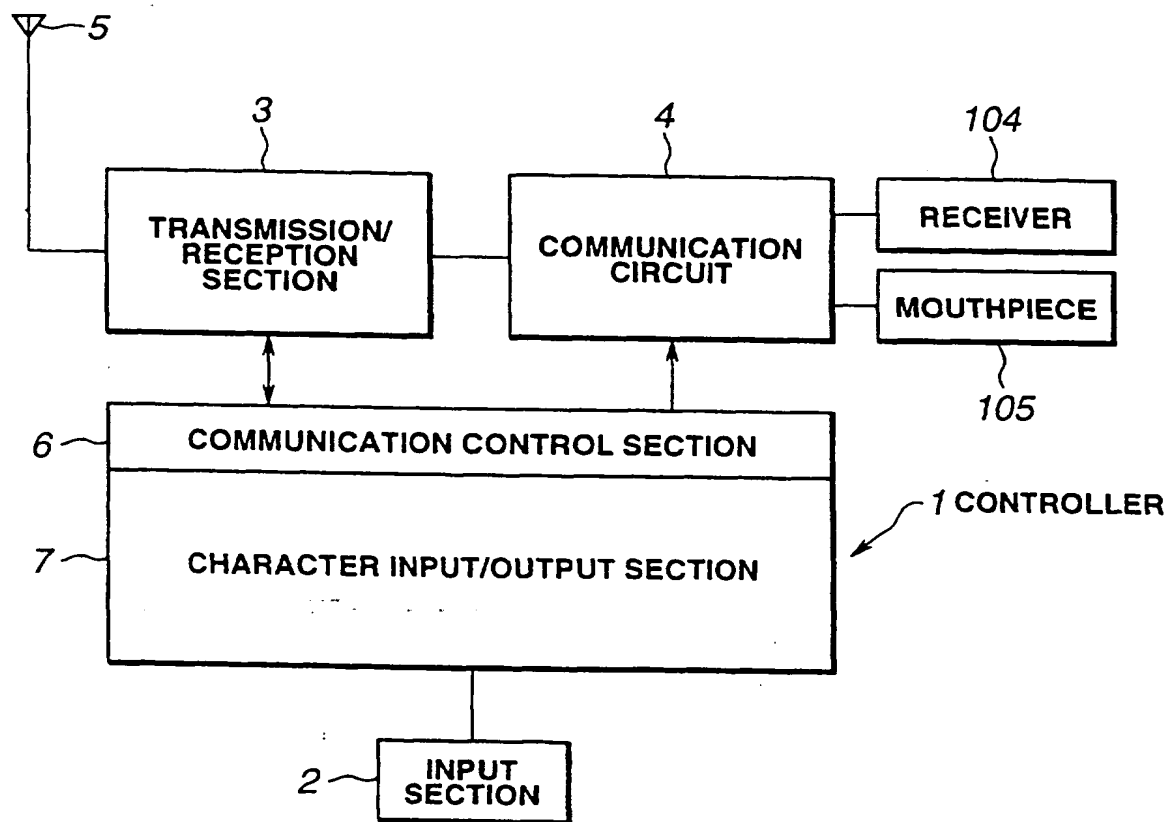 5
3
4
104
TRANSMISSION/
RECEPTION
SECTION
COMMUNICATION
CIRCUIT
RECEIVER
MOUTHPIECE
105
6
COMMUNICATION CONTROL SECTION
1 CONTROLLER
7
CHARACTER INPUT/OUTPUT SECTION
2
INPUT
SECTION